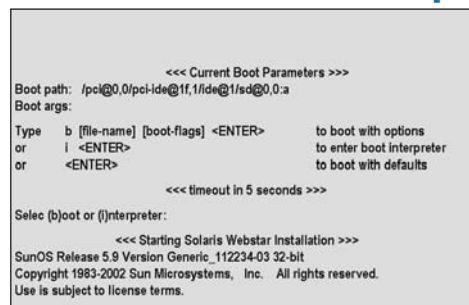 <<< Current Boot Parameters >>>
Boot path: /pci@0,0/pci-ide@1f,1/ide@1/sd@0,0:a
Boot args:
Type b [file-name] [boot-flags] <ENTER> to boot with options
or i <ENTER> to enter boot interpreter
or <ENTER> to boot with defaults
<<< timeout in 5 seconds >>>
Selec (b)oot or (i)nterpreter:
<<< Starting Solaris Webstar Installation >>>
SunOS Release 5.9 Version Generic_112234-03 32-bit
Copyright 1983-2002 Sun Microsystems, Inc. All rights reserved.
Use is subject to license terms.